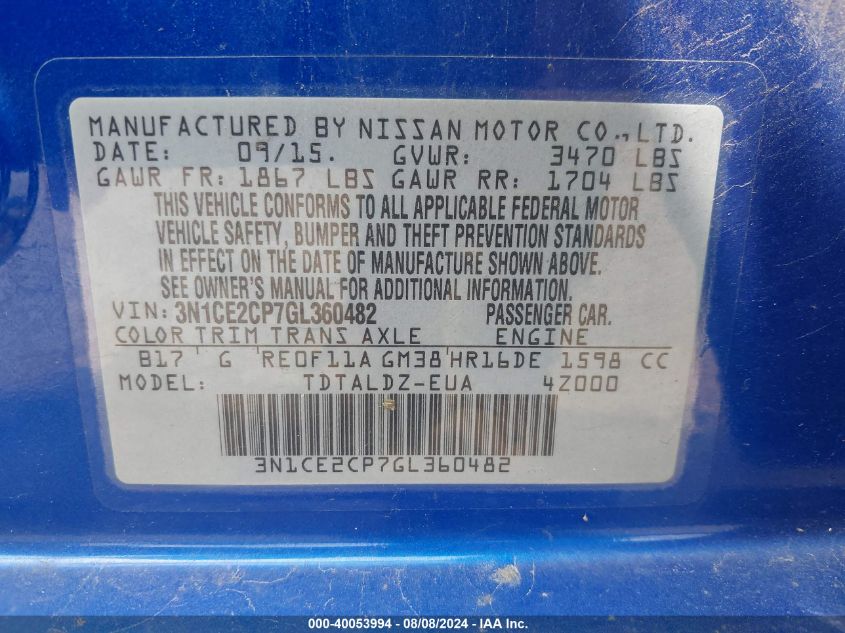 MANUFACTURED BY NISSAN MOTOR CO.,LTD.
DATE: 09/15. GVWR: 3470 LBS
GAWR FR: 1867 LBS GAWR RR: 1704 LBS
THIS VEHICLE CONFORMS TO ALL APPLICABLE FEDERAL MOTOR
VEHICLE SAFETY, BUMPER AND THEFT PREVENTION STANDARDS
IN EFFECT ON THE DATE OF MANUFACTURE SHOWN ABOVE.
SEE OWNER'S MANUAL FOR ADDITIONAL INFORMATION.
VIN: 3N1CE2CP7GL360482 PASSENGER CAR.
COLOR TRIM TRANS AXLE ENGINE
B17 G RE0F11A GM38 HR16DE 1598 CC
MODEL: TDTALDZ-EUA 4Z000
3N1CE2CP7GL360482
000-40053994 - 08/08/2024 - IAA Inc.